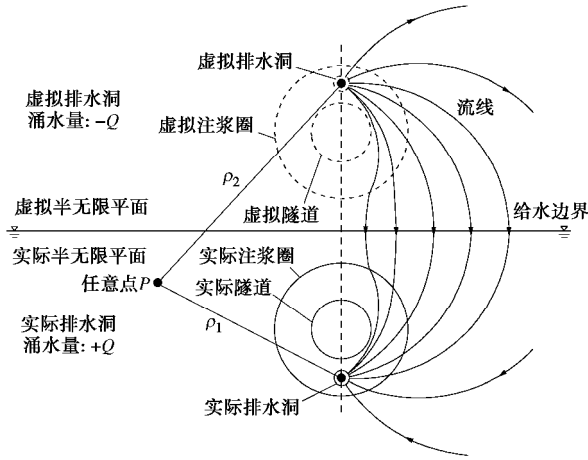 虚拟排水洞
虚拟排水洞
涌水量: −Q
流线
虚拟注浆圈
ρ₂
虚拟半无限平面
虚拟隧道
给水边界
实际半无限平面
实际注浆圈
任意点P
实际隧道
实际排水洞
涌水量: +Q
ρ₁
实际排水洞